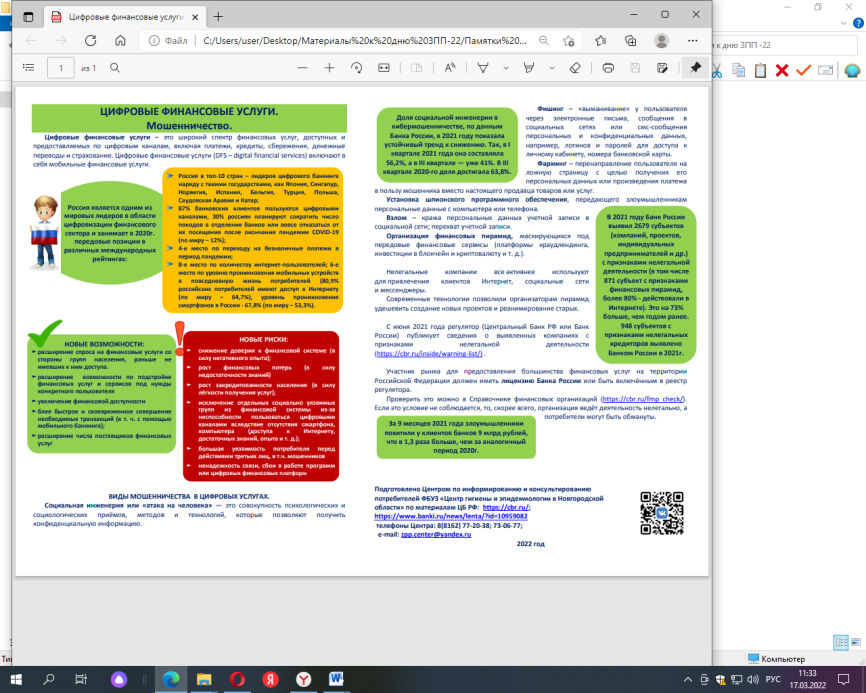 Цифровые финансовые услуги.
Файл
C:/Users/user/Desktop/Материалы%20к%20дню%20ЗПП-22/Памятки%20...
к дню ЗПП -22
1
из 1
ЦИФРОВЫЕ ФИНАНСОВЫЕ УСЛУГИ.
Мошенничество.
Цифровые финансовые услуги – это широкий спектр финансовых услуг, доступных и
предоставляемых по цифровым каналам, включая платежи, кредиты, сбережения, денежные
переводы и страхование. Цифровые финансовые услуги (DFS – digital financial services) включают в
себя мобильные финансовые услуги.
Россия является одним из
мировых лидеров в области
цифровизации финансового
сектора и занимает в 2020г.
передовые позиции в
различных международных
рейтингах:
Россия в топ-10 стран – лидеров цифрового банкинга
наряду с такими государствами, как Япония, Сингапур,
Норвегия, Испания, Бельгия, Турция, Польша,
Саудовская Аравия и Катар;
87% банковских клиентов пользуются цифровыми
каналами, 30% россиян планируют сократить число
походов в отделения банков или вовсе отказаться от
их посещения после окончания пандемии COVID-19
(по миру – 12%);
4-е место по переходу на безналичные платежи в
период пандемии;
8-е место по количеству интернет-пользователей; 6-е
место по уровню проникновения мобильных устройств
в повседневную жизнь потребителей (80,9%
российских потребителей имеют доступ к Интернету
(по миру – 64,7%), уровень проникновения
смартфонов в России - 67,8% (по миру – 53,3%).
НОВЫЕ ВОЗМОЖНОСТИ:
расширение спроса на финансовые услуги со
стороны групп населения, раньше не
имевших к ним доступа.
расширение возможности по подстройке
финансовых услуг и сервисов под нужды
конкретного пользователя
увеличение финансовой доступности
блее быстрое и своевременное совершение
необходимых транзакций (в т. ч. с помощью
мобильного банкинга);
расширение числа поставщиков финансовых
услуг
НОВЫЕ РИСКИ:
снижение доверия к финансовой системе (в
силу негативного опыта);
рост финансовых потерь (в силу
недостаточности знаний)
рост закредитованности населения (в силу
лёгкости получения услуг);
исключение отдельных социально уязвимых
групп из финансовой системы из-за
неспособности пользоваться цифровыми
каналами вследствие отсутствия смартфона,
компьютера (доступа к Интернету,
достаточных знаний, опыта и т. д.);
большая уязвимость потребителя перед
действиями третьих лиц, в т.ч. мошенников
ненадежность связи, сбои в работе программ
или цифровых финансовых платформ
ВИДЫ МОШЕННИЧЕСТВА В ЦИФРОВЫХ УСЛУГАХ.
Социальная инженерия или «атака на человека» — это совокупность психологических и
социологических приёмов, методов и технологий, которые позволяют получить
конфиденциальную информацию.
Доля социальной инженерии в
кибермошенничестве, по данным
Банка России, в 2021 году показала
устойчивый тренд к снижению. Так, в I
квартале 2021 года она составляла
56,2%, а в III квартале — уже 41%. В III
квартале 2020-го доля достигала 63,8%.
Фишинг – «выманивание» у пользователя
через электронные письма, сообщения в
социальных сетях или смс-сообщения
персональных и конфиденциальных данных,
например, логинов и паролей для доступа к
личному кабинету, номера банковской карты.
Фарминг – перенаправление пользователя на
ложную страницу с целью получения его
персональных данных или произведения платежа
в пользу мошенника вместо настоящего продавца товаров или услуг.
Установка шпионского программного обеспечения, передающего злоумышленникам
персональные данные с компьютера или телефона.
Взлом – кража персональных данных учетной записи в
социальной сети; перехват учетной записи.
Организация финансовых пирамид, маскирующихся под
передовые финансовые сервисы (платформы краудлендинга,
инвестиции в блокчейн и криптовалюту и т. д.).
Нелегальные компании все активнее используют
для привлечения клиентов Интернет, социальные сети
и мессенджеры.
Современные технологии позволили организаторам пирамид
удешевить создание новых проектов и реанимирование старых.
С июня 2021 года регулятор (Центральный Банк РФ или Банк
России) публикует сведения о выявленных компаниях с
признаками нелегальной деятельности
(https://cbr.ru/inside/warning-list/) .
В 2021 году Банк России
выявил 2679 субъектов
(компаний, проектов,
индивидуальных
предпринимателей и др.)
с признаками нелегальной
деятельности (в том числе
871 субъект с признаками
финансовых пирамид,
более 80% - действовали в
Интернете). Это на 73%
больше, чем годом ранее.
948 субъектов с
признаками нелегальных
кредиторов выявлено
Банком России в 2021г.
Участник рынка для предоставления большинства финансовых услуг на территории
Российской Федерации должен иметь лицензию Банка России или быть включённым в реестр
регулятора.
Проверить это можно в Справочнике финансовых организаций (https://cbr.ru/fmp_check/).
Если это условие не соблюдается, то, скорее всего, организация ведёт деятельность нелегально, а
потребители могут быть обмануты.
За 9 месяцев 2021 года злоумышленники
похитили у клиентов банков 9 млрд рублей,
что в 1,3 раза больше, чем за аналогичный
период 2020г.
Подготовлено Центром по информированию и консультированию
потребителей ФБУЗ «Центр гигиены и эпидемиологии в Новгородской
области» по материалам ЦБ РФ: https://cbr.ru/;
https://www.banki.ru/news/lenta/?id=10959082
телефоны Центра: 8(8162) 77-20-38; 73-06-77;
e-mail: zpp.center@yandex.ru
2022 год
Компьютер
РУС
11:33
17.03.2022